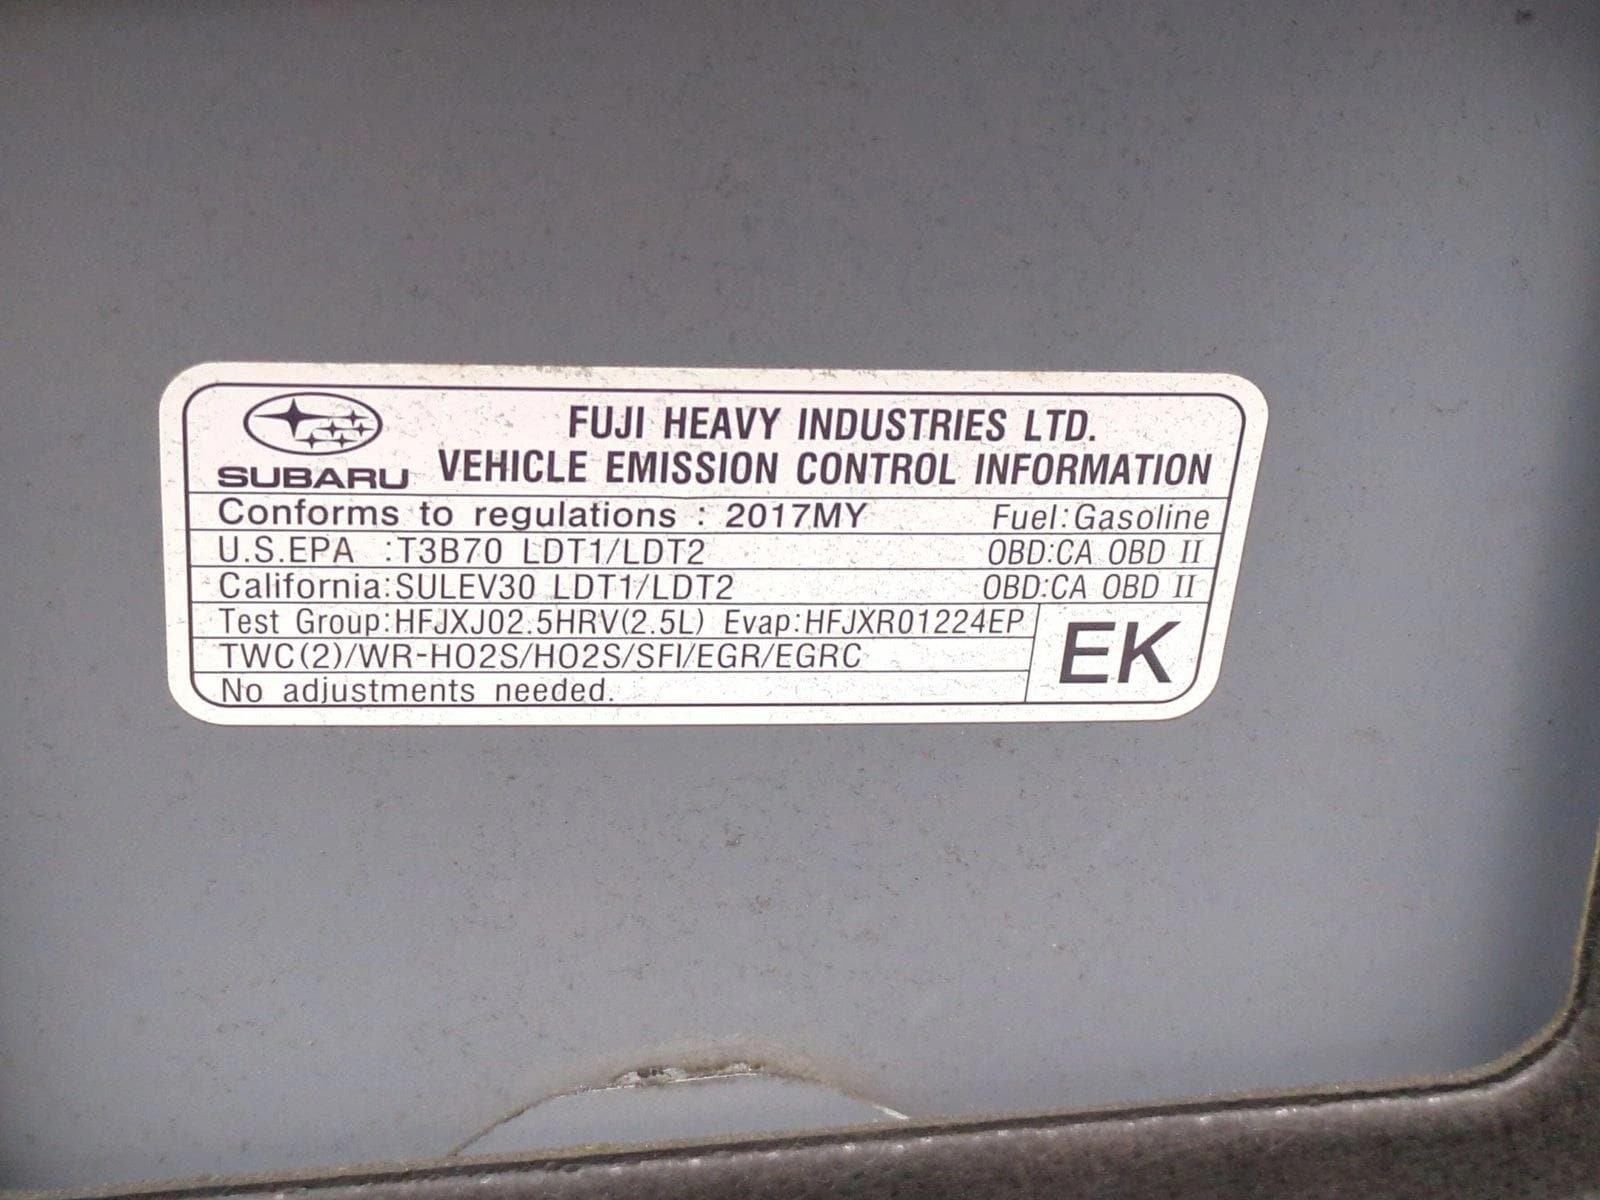 FUJI HEAVY INDUSTRIES LTD.
SUBARU VEHICLE EMISSION CONTROL INFORMATION
Conforms to regulations : 2017MY Fuel:Gasoline
U.S.EPA :T3B70 LDT1/LDT2 OBD:CA OBD II
California:SULEV30 LDT1/LDT2 OBD:CA OBD II
Test Group:HFJXJ02.5HRV(2.5L) Evap:HFJXR01224EP
TWC(2)/WR-HO2S/HO2S/SFI/EGR/EGRC
EK
No adjustments needed.